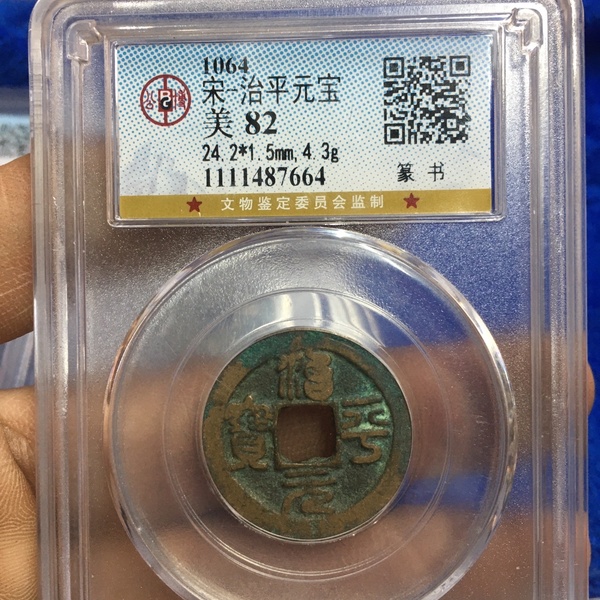 1064
宋-治平元宝
美 82
24.2*1.5mm,4.3g
1111487664
篆书
文物鉴定委员会监制
治平元寶